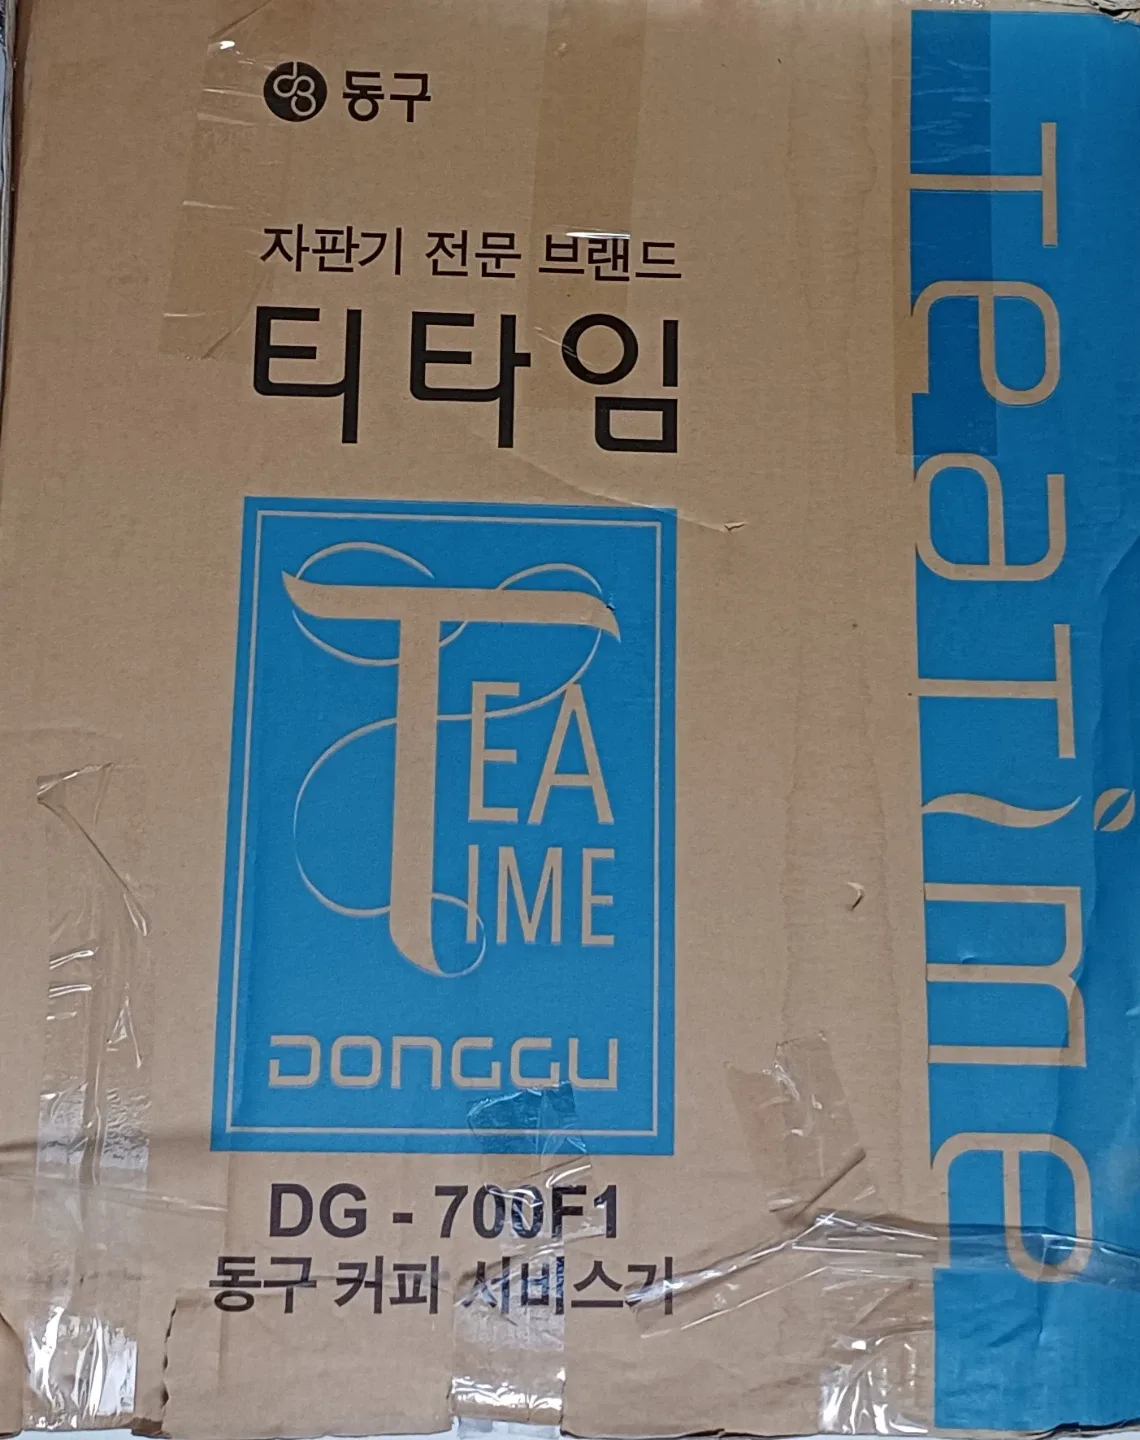 dg 동구
자판기 전문 브랜드
티타임
TEA
TIME
DONGGU
DG - 700F1
동구 커피 서비스기
TeaTime